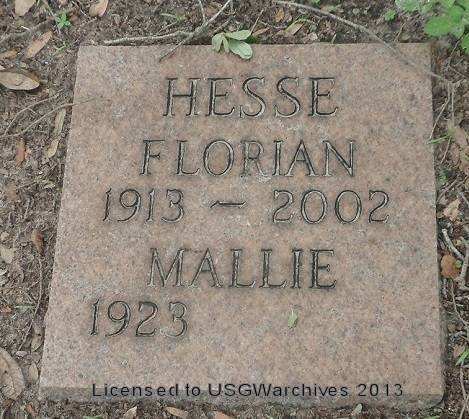 HESSE
FLORIAN
1913 ~ 2002
MALLIE
1923
Licensed to USGWarchives 2013